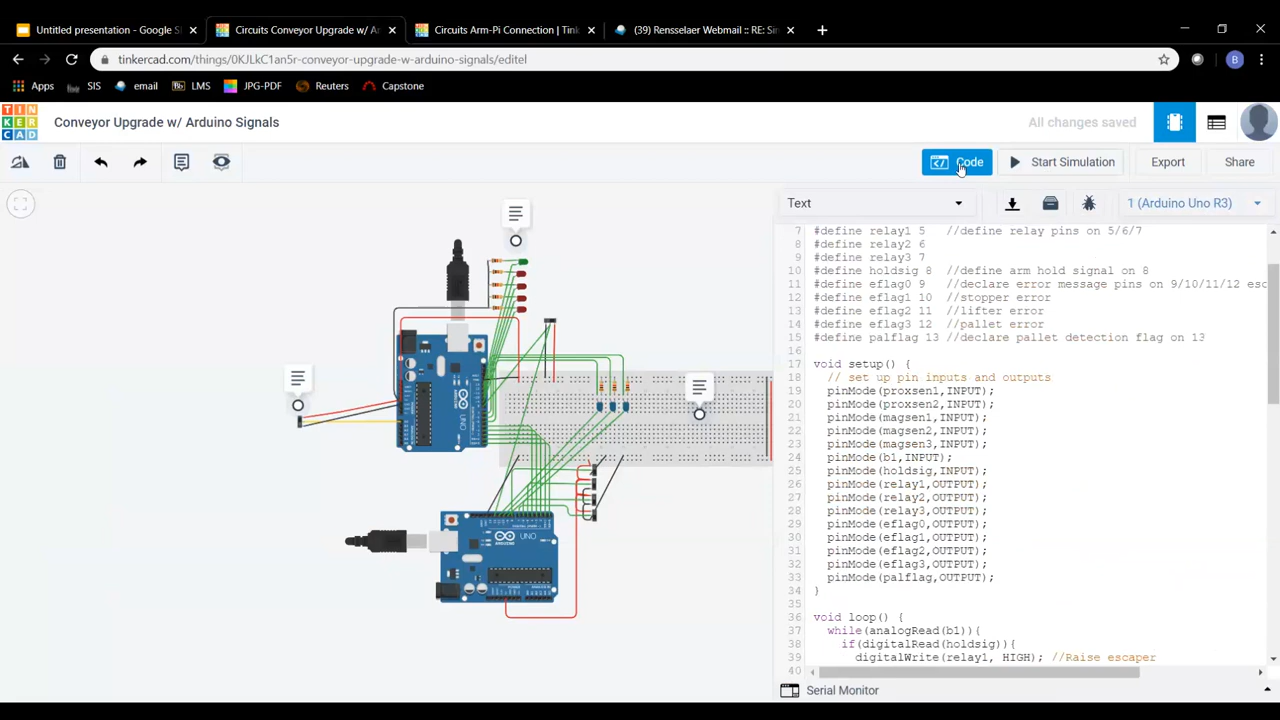 Untitled presentation - Google S
Circuits Conveyor Upgrade w/ A
Circuits Arm-Pi Connection | Tin
(39) Rensselaer Webmail :: RE: Si
tinkercad.com/things/0KJLkC1an5r-conveyor-upgrade-w-arduino-signals/editel
B
Apps
SIS
email
LMS
JPG-PDF
Reuters
Capstone
TIN
KER
CAD
Conveyor Upgrade w/ Arduino Signals
All changes saved
Code
Start Simulation
Export
Share
Text
1 (Arduino Uno R3)
7 #define relay1 5 //define relay pins on 5/6/7
8 #define relay2 6
9 #define relay3 7
10 #define holdsig 8 //define arm hold signal on 8
11 #define eflag0 9 //declare error message pins on 9/10/11/12 esc
12 #define eflag1 10 //stopper error
13 #define eflag2 11 //lifter error
14 #define eflag3 12 //pallet error
15 #define palflag 13 //declare pallet detection flag on 13
16
17 void setup() {
18 // set up pin inputs and outputs
19 pinMode(proxsen1,INPUT);
20 pinMode(proxsen2,INPUT);
21 pinMode(magsen1,INPUT);
22 pinMode(magsen2,INPUT);
23 pinMode(magsen3,INPUT);
24 pinMode(b1,INPUT);
25 pinMode(holdsig,INPUT);
26 pinMode(relay1,OUTPUT);
27 pinMode(relay2,OUTPUT);
28 pinMode(relay3,OUTPUT);
29 pinMode(eflag0,OUTPUT);
30 pinMode(eflag1,OUTPUT);
31 pinMode(eflag2,OUTPUT);
32 pinMode(eflag3,OUTPUT);
33 pinMode(palflag,OUTPUT);
34 }
35
36 void loop() {
37 while(analogRead(b1)){
38 if(digitalRead(holdsig)){
39 digitalWrite(relay1, HIGH); //Raise escaper
40
Serial Monitor
UNO
UNO